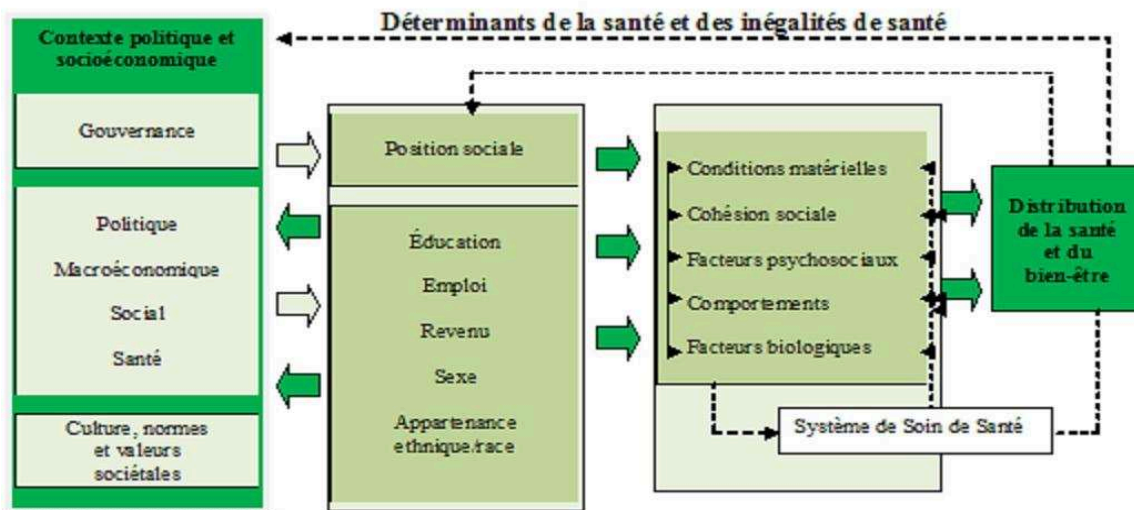 Déterminants de la santé et des inégalités de santé
Contexte politique et
socioéconomique
Gouvernance
Politique
Macroéconomique
Social
Santé
Culture, normes
et valeurs
sociétales
Position sociale
Éducation
Emploi
Revenu
Sexe
Appartenance
ethnique/race
Conditions matérielles
Cohésion sociale
Facteurs psychosociaux
Comportements
Facteurs biologiques
Système de Soin de Santé
Distribution
de la santé
et du
bien-être